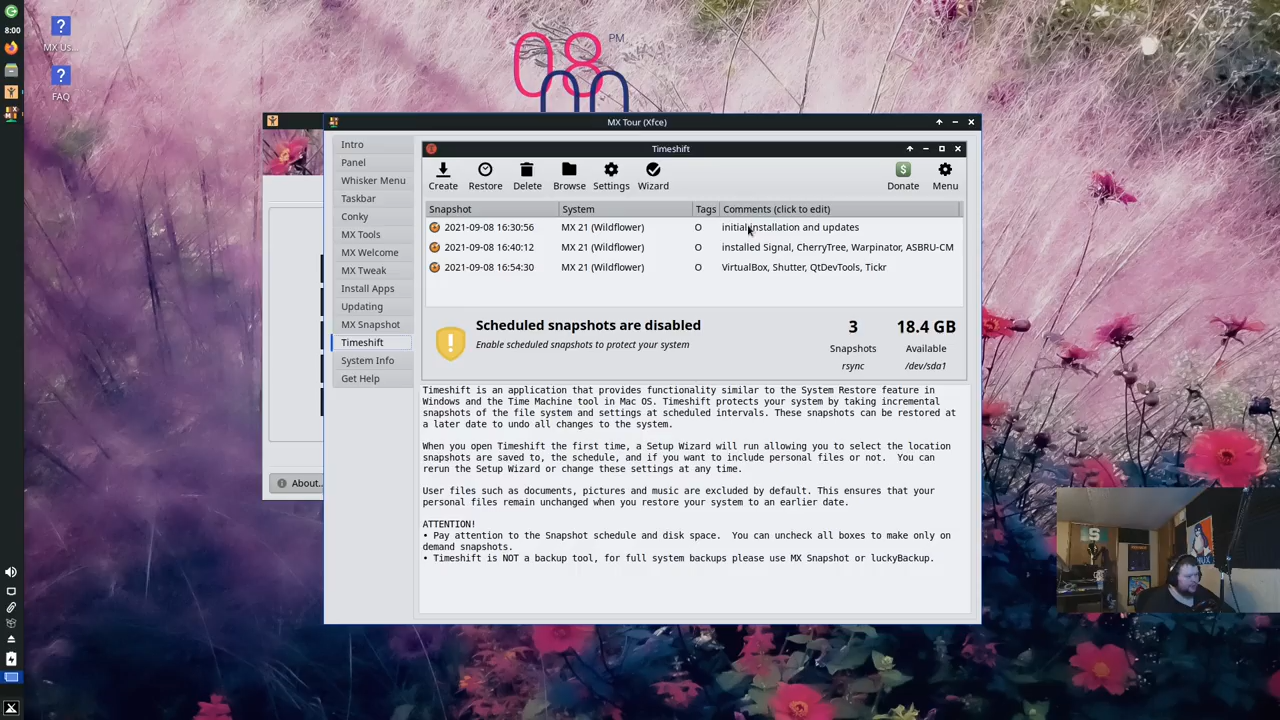 8:00
MX Us...
FAQ
08
PM
00
MX Tour (Xfce)
Intro
Panel
Whisker Menu
Taskbar
Conky
MX Tools
MX Welcome
MX Tweak
Install Apps
Updating
MX Snapshot
Timeshift
System Info
Get Help
About...
Timeshift
Create
Restore
Delete
Browse
Settings
Wizard
Donate
Menu
Snapshot System Tags Comments (click to edit)
2021-09-08 16:30:56 MX 21 (Wildflower) O initial installation and updates
2021-09-08 16:40:12 MX 21 (Wildflower) O installed Signal, CherryTree, Warpinator, ASBRU-CM
2021-09-08 16:54:30 MX 21 (Wildflower) O VirtualBox, Shutter, QtDevTools, Tickr
Scheduled snapshots are disabled
Enable scheduled snapshots to protect your system
3
Snapshots
rsync
18.4 GB
Available
/dev/sda1
Timeshift is an application that provides functionality similar to the System Restore feature in
Windows and the Time Machine tool in Mac OS. Timeshift protects your system by taking incremental
snapshots of the file system and settings at scheduled intervals. These snapshots can be restored at
a later date to undo all changes to the system.
When you open Timeshift the first time, a Setup Wizard will run allowing you to select the location
snapshots are saved to, the schedule, and if you want to include personal files or not. You can
rerun the Setup Wizard or change these settings at any time.
User files such as documents, pictures and music are excluded by default. This ensures that your
personal files remain unchanged when you restore your system to an earlier date.
ATTENTION!
• Pay attention to the Snapshot schedule and disk space. You can uncheck all boxes to make only on
demand snapshots.
• Timeshift is NOT a backup tool, for full system backups please use MX Snapshot or luckyBackup.